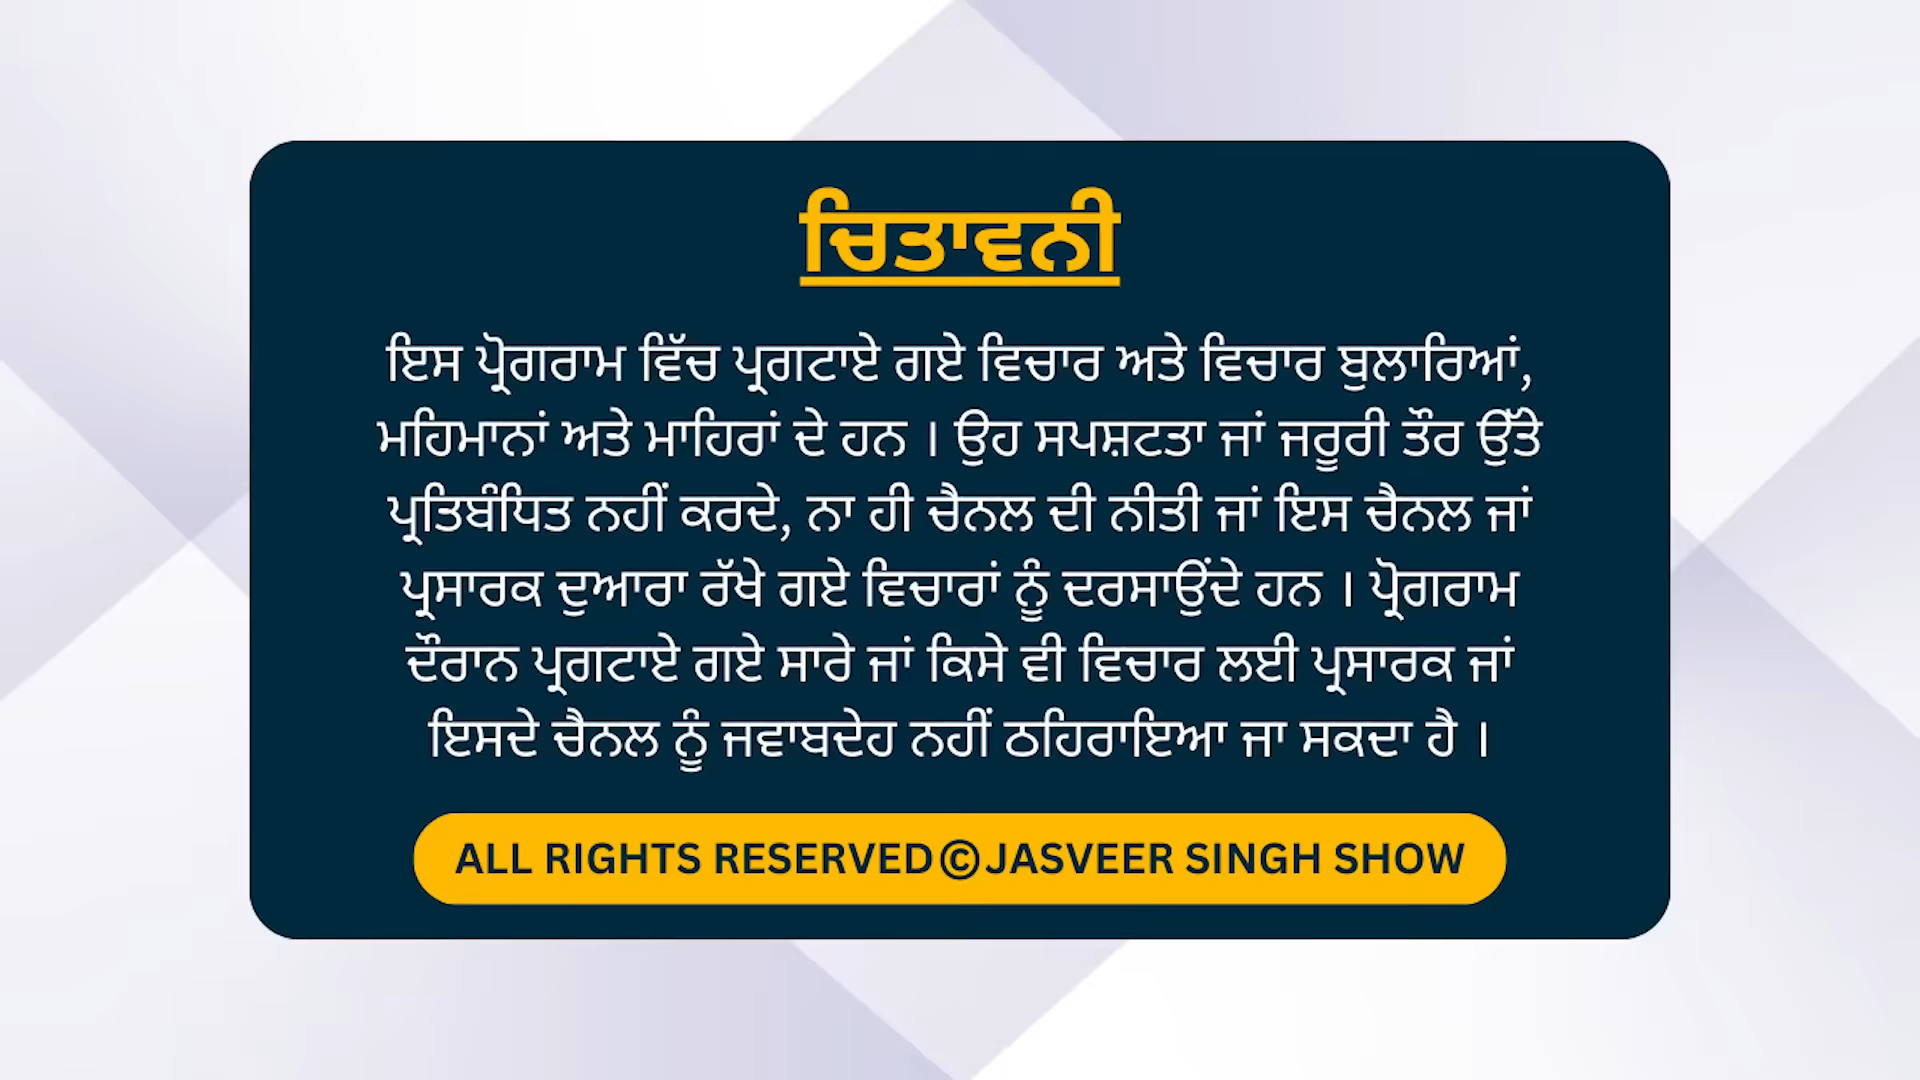 ਚਿਤਾਵਨੀ
ਇਸ ਪ੍ਰੋਗਰਾਮ ਵਿੱਚ ਪ੍ਰਗਟਾਏ ਗਏ ਵਿਚਾਰ ਅਤੇ ਵਿਚਾਰ ਬੁਲਾਰਿਆਂ,
ਮਹਿਮਾਨਾਂ ਅਤੇ ਮਾਹਿਰਾਂ ਦੇ ਹਨ । ਉਹ ਸਪਸ਼ਟਤਾ ਜਾਂ ਜਰੂਰੀ ਤੌਰ ਉੱਤੇ
ਪ੍ਰਤਿਬੰਧਿਤ ਨਹੀਂ ਕਰਦੇ, ਨਾ ਹੀ ਚੈਨਲ ਦੀ ਨੀਤੀ ਜਾਂ ਇਸ ਚੈਨਲ ਜਾਂ
ਪ੍ਰਸਾਰਕ ਦੁਆਰਾ ਰੱਖੇ ਗਏ ਵਿਚਾਰਾਂ ਨੂੰ ਦਰਸਾਉਂਦੇ ਹਨ । ਪ੍ਰੋਗਰਾਮ
ਦੌਰਾਨ ਪ੍ਰਗਟਾਏ ਗਏ ਸਾਰੇ ਜਾਂ ਕਿਸੇ ਵੀ ਵਿਚਾਰ ਲਈ ਪ੍ਰਸਾਰਕ ਜਾਂ
ਇਸਦੇ ਚੈਨਲ ਨੂੰ ਜਵਾਬਦੇਹ ਨਹੀਂ ਠਹਿਰਾਇਆ ਜਾ ਸਕਦਾ ਹੈ ।
ALL RIGHTS RESERVED©JASVEER SINGH SHOW